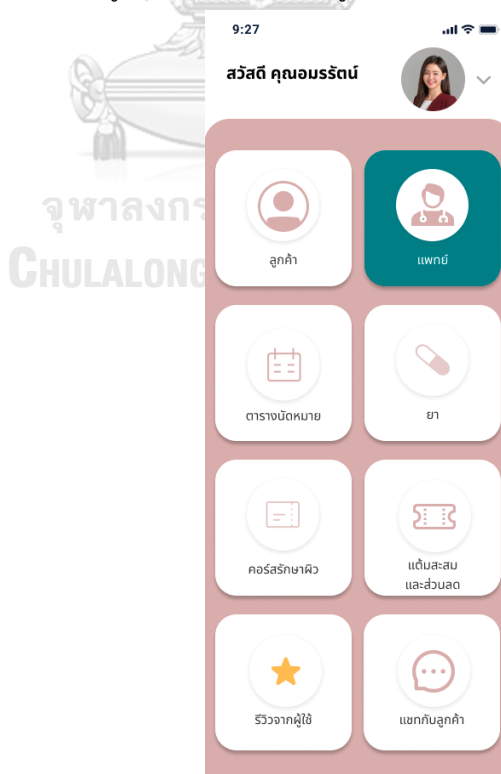 9:27
สวัสดี คุณอมรรัตน์
ลูกค้า
แพทย์
จุฬาลงกร
CHULALONG
ตารางนัดหมาย
ยา
คอร์สรักษาผิว
แต้มสะสม
และส่วนลด
รีวิวจากผู้ใช้
แชทกับลูกค้า